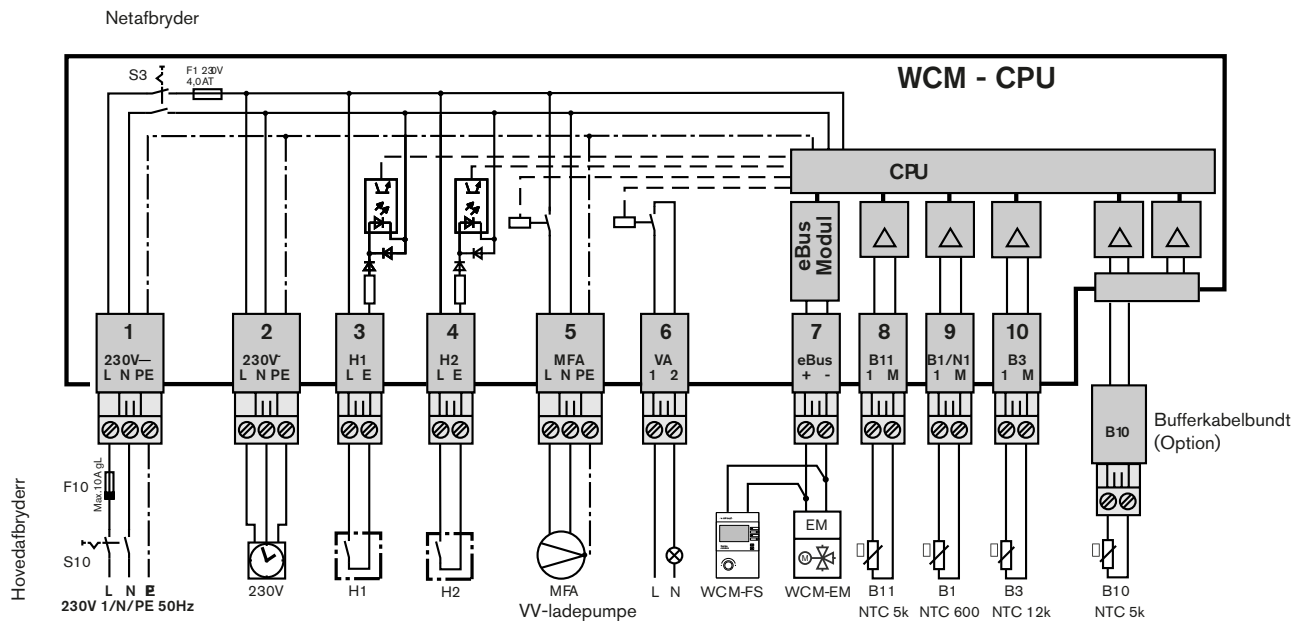 Netafbryder
S3
F1 230V
4,0AT
WCM - CPU
CPU
eBus
Modul
1
230V—
L N PE
2
230V~
L N PE
3
H1
L E
4
H2
L E
5
MFA
L N PE
6
VA
1 2
7
eBus
+ -
8
B11
1 M
9
B1/N1
1 M
10
B3
1 M
B10
Bufferkabelbundt
(Option)
Hovedafbryderr
F10
Max.10A gL
S10
L N PE
230V 1/N/PE 50Hz
230V
H1
H2
M
EM
MFA
VV-ladepumpe
L N
WCM-FS
WCM-EM
B11
NTC 5k
B1
NTC 600
B3
NTC 12k
B10
NTC 5k